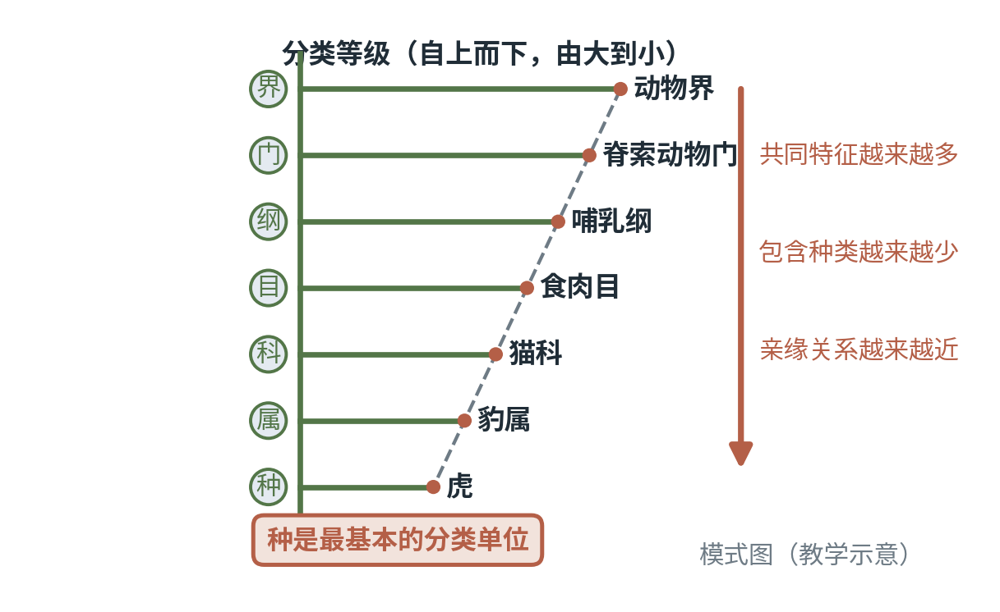 分类等级（自上而下，由大到小）
界
动物界
门
脊索动物门
共同特征越来越多
纲
哺乳纲
包含种类越来越少
目
食肉目
科
猫科
亲缘关系越来越近
属
豹属
种
虎
种是最基本的分类单位
模式图（教学示意）